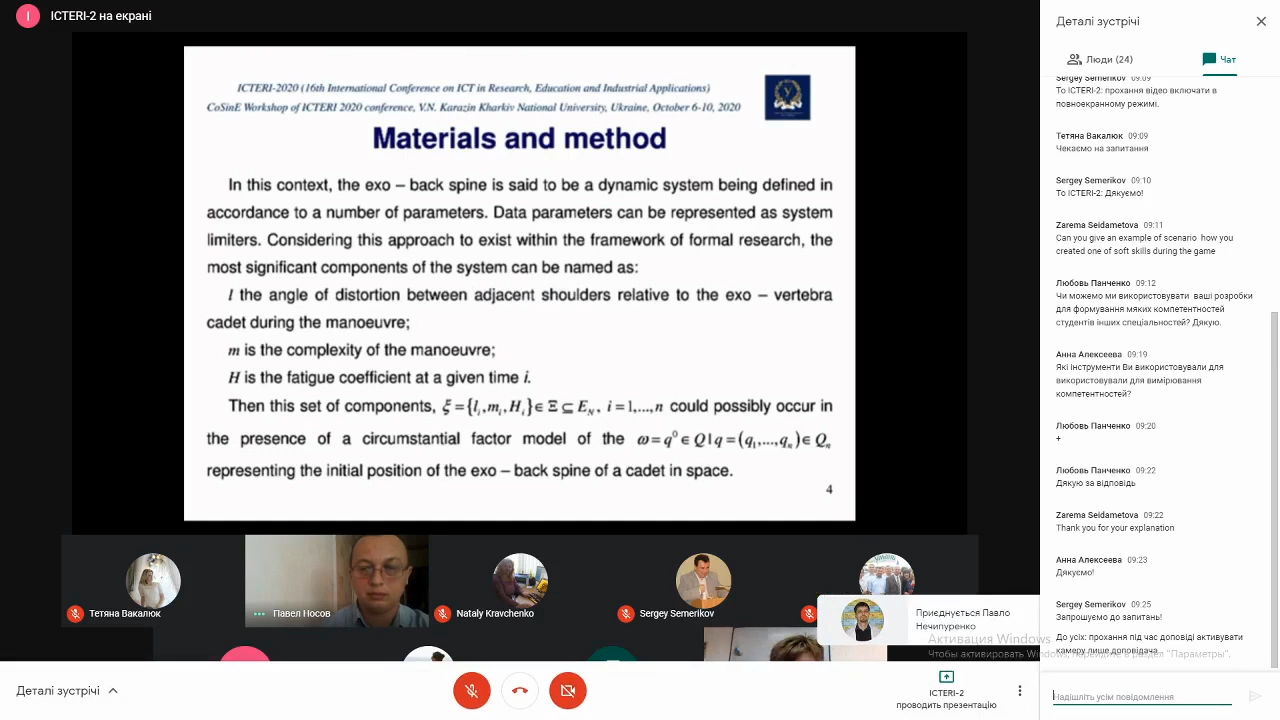 I
ICTERI-2 на екрані
ICTERI-2020 (16th International Conference on ICT in Research, Education and Industrial Applications)
CoSinE Workshop of ICTERI 2020 conference, V.N. Karazin Kharkiv National University, Ukraine, October 6-10, 2020
Materials and method
In this context, the exo – back spine is said to be a dynamic system being defined in
accordance to a number of parameters. Data parameters can be represented as system
limiters. Considering this approach to exist within the framework of formal research, the
most significant components of the system can be named as:
l the angle of distortion between adjacent shoulders relative to the exo – vertebra
cadet during the manoeuvre;
m is the complexity of the manoeuvre;
H is the fatigue coefficient at a given time i.
Then this set of components, ξ = {lᵢ, mᵢ, Hᵢ} ∈ Ξ ⊆ E_N, i = 1,...,n could possibly occur in
the presence of a circumstantial factor model of the ω = q⁰ ∈ Q | q = (q₁,...,qₙ) ∈ Qₙ
representing the initial position of the exo – back spine of a cadet in space.
4
Тетяна Вакалюк
Павел Носов
Nataly Kravchenko
Sergey Semerikov
Приєднується Павло
Нечипуренко
Деталі зустрічі
ICTERI-2
проводить презентацію
Деталі зустрічі
Люди (24)
Чат
Sergey Semerikov 09:09
To ICTERI-2: прохання відео включати в
повноекранному режимі.
Тетяна Вакалюк 09:09
Чекаємо на запитання
Sergey Semerikov 09:10
To ICTERI-2: Дякуємо!
Zarema Seidametova 09:11
Can you give an example of scenario how you
created one of soft skills during the game
Любовь Панченко 09:12
Чи можемо ми використовувати ваші розробки
для формування мяких компетентностей
студентів інших спеціальностей? Дякую.
Анна Алексеева 09:19
Які інструменти Ви використовували для
використовували для вимірювання
компетентностей?
Любовь Панченко 09:20
+
Любовь Панченко 09:22
Дякую за відповідь
Zarema Seidametova 09:22
Thank you for your explanation
Анна Алексеева 09:23
Дякуємо!
Sergey Semerikov 09:25
Запрошуємо до запитань!
До усіх: прохання під час доповіді активувати
камеру лише доповідача
Активация Windows
Чтобы активировать Windows, перейдите в раздел "Параметры".
Надішліть усім повідомлення